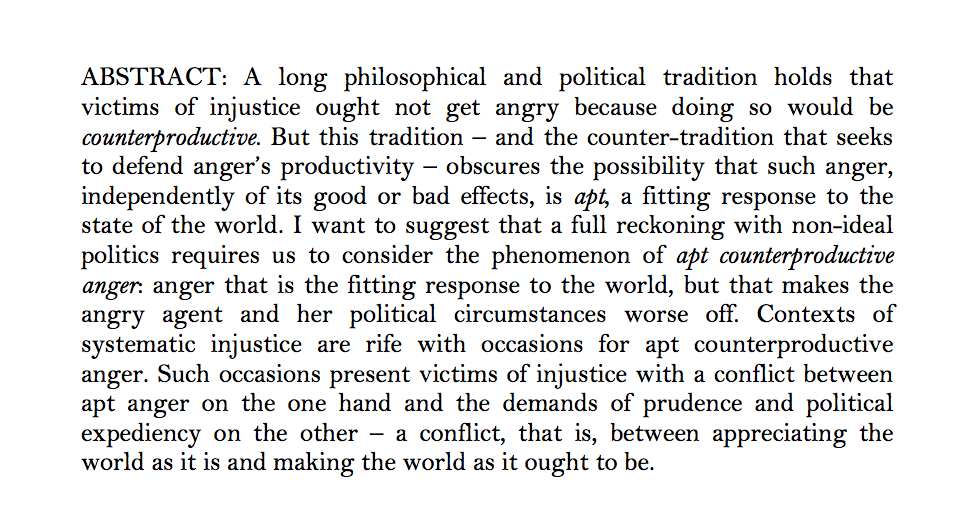 ABSTRACT: A long philosophical and political tradition holds that
victims of injustice ought not get angry because doing so would be
counterproductive. But this tradition – and the counter-tradition that seeks
to defend anger's productivity – obscures the possibility that such anger,
independently of its good or bad effects, is apt, a fitting response to the
state of the world. I want to suggest that a full reckoning with non-ideal
politics requires us to consider the phenomenon of apt counterproductive
anger: anger that is the fitting response to the world, but that makes the
angry agent and her political circumstances worse off. Contexts of
systematic injustice are rife with occasions for apt counterproductive
anger. Such occasions present victims of injustice with a conflict between
apt anger on the one hand and the demands of prudence and political
expediency on the other – a conflict, that is, between appreciating the
world as it is and making the world as it ought to be.